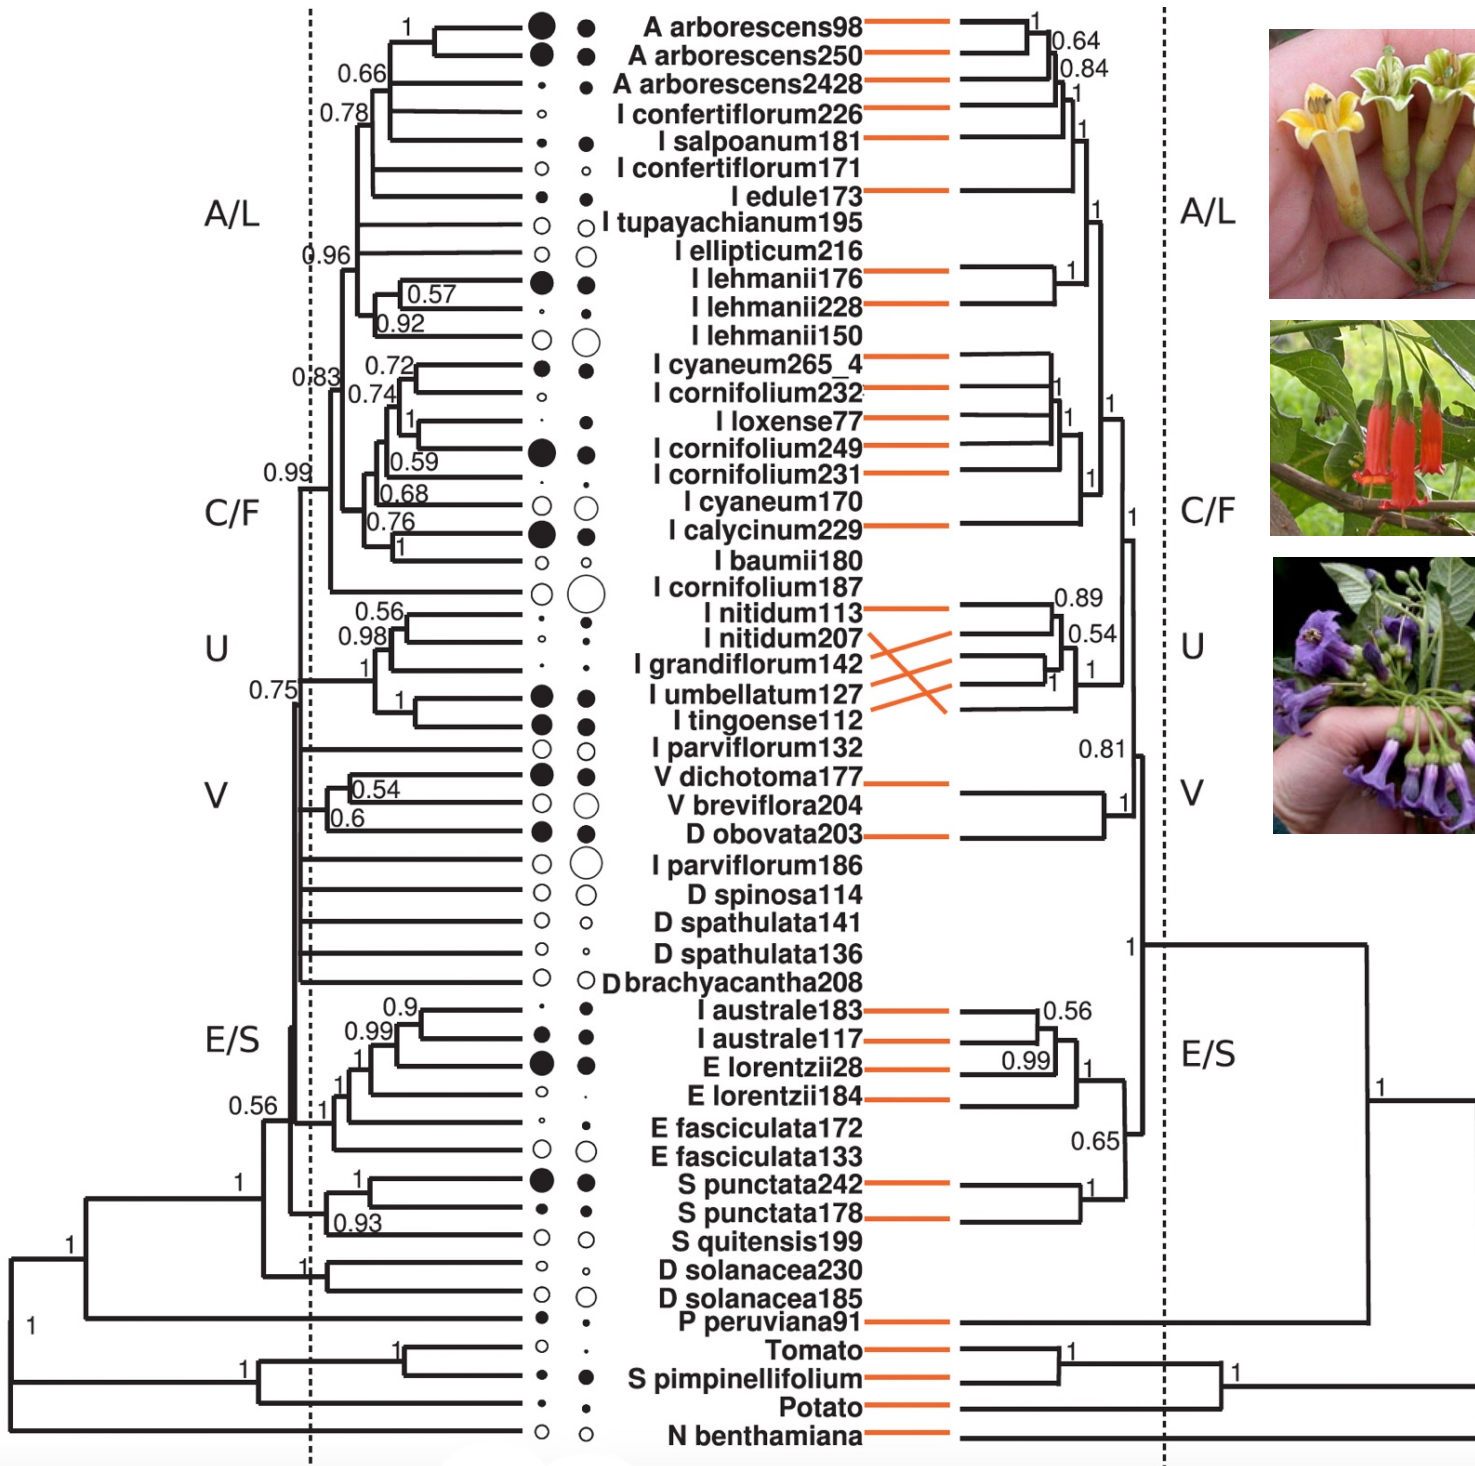 A arborescens98
A arborescens250
A arborescens2428
I confertiflorum226
I salpoanum181
I confertiflorum171
I edule173
I tupayachianum195
I ellipticum216
I lehmanii176
I lehmanii228
I lehmanii150
I cyaneum265_4
I cornifolium232
I loxense77
I cornifolium249
I cornifolium231
I cyaneum170
I calycinum229
I baumii180
I cornifolium187
I nitidum113
I nitidum207
I grandiflorum142
I umbellatum127
I tingoense112
I parviflorum132
V dichotoma177
V breviflora204
D obovata203
I parviflorum186
D spinosa114
D spathulata141
D spathulata136
D brachyacantha208
I australe183
I australe117
E lorentzii28
E lorentzii184
E fasciculata172
E fasciculata133
S punctata242
S punctata178
S quitensis199
D solanacea230
D solanacea185
P peruviana91
Tomato
S pimpinellifolium
Potato
N benthamiana
A/L
C/F
U
V
E/S
1
0.66
0.78
0.96
0.57
0.92
0.83
0.72
0.74
1
0.59
0.99
0.68
0.76
1
0.56
0.98
1
0.75
1
0.54
0.6
0.9
0.99
1
1
0.56
1
1
1
0.93
1
1
1
1
1
A/L
C/F
U
V
E/S
1
0.64
0.84
1
1
1
1
1
1
1
1
1
0.89
0.54
1
1
0.81
1
1
0.56
0.99
1
1
0.65
1
1
1